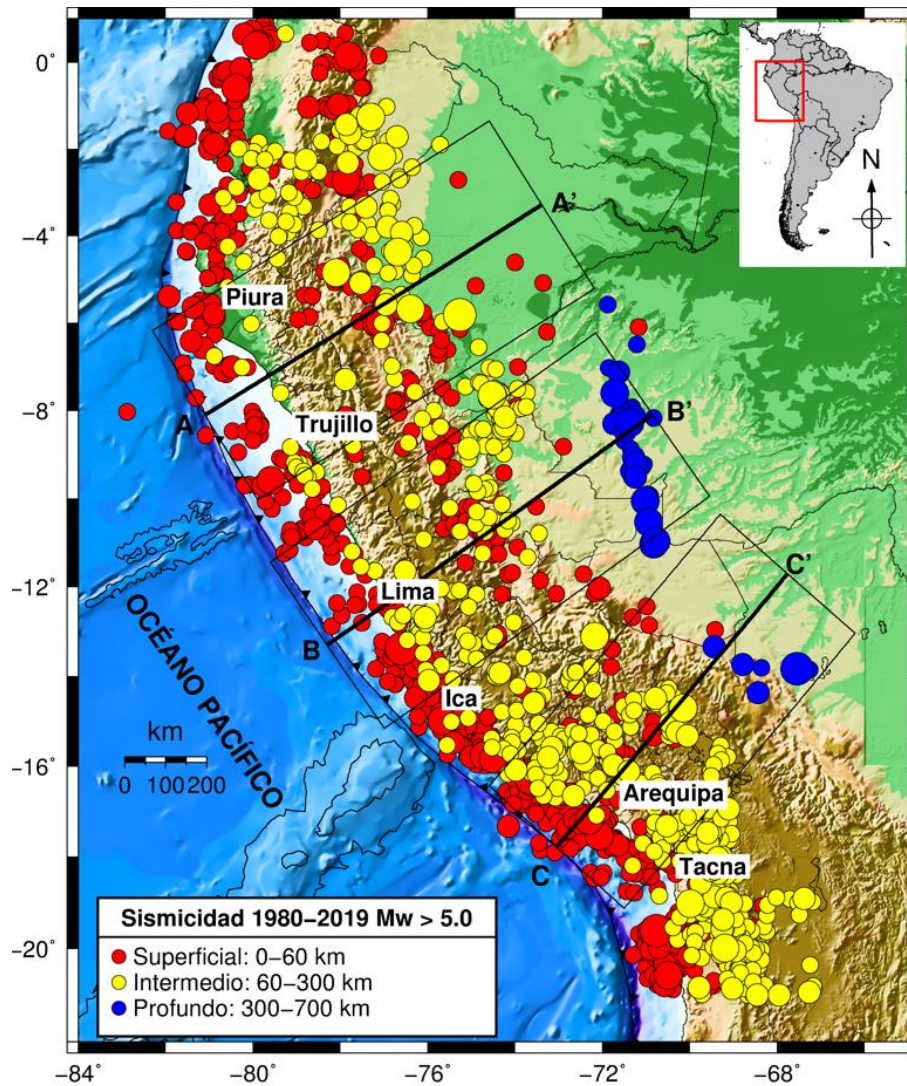 0
−4
−8
−12
−16
−20
−84˚
−80
−76
−72
−68
N
A'
Piura
A
Trujillo
B'
Lima
B
C'
Ica
OCÉANO PACÍFICO
km
0 100200
Arequipa
C
Tacna
Sismicidad 1980−2019 Mw > 5.0
Superficial: 0−60 km
Intermedio: 60−300 km
Profundo: 300−700 km